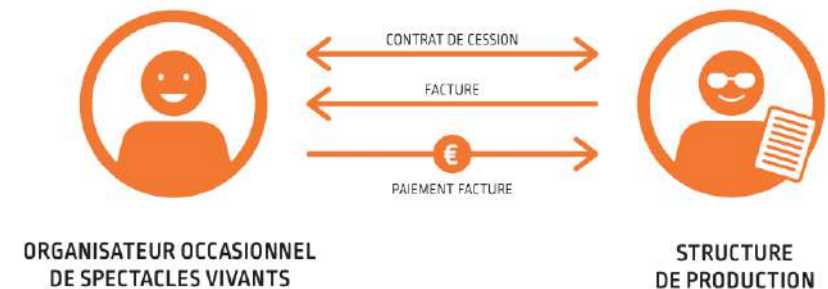 CONTRAT DE CESSION
FACTURE
€
PAIEMENT FACTURE
ORGANISATEUR OCCASIONNEL
DE SPECTACLES VIVANTS
STRUCTURE
DE PRODUCTION